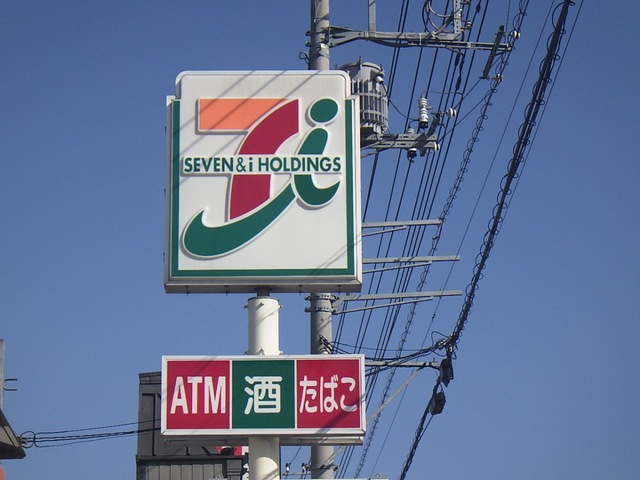 SEVEN & i HOLDINGS
ATM 酒 たばこ